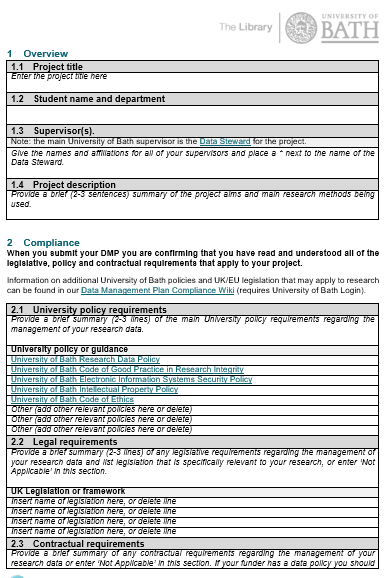 The Library
UNIVERSITY OF
BATH
1 Overview
1.1 Project title
Enter the project title here
1.2 Student name and department
1.3 Supervisor(s).
Note: the main University of Bath supervisor is the Data Steward for the project.
Give the names and affiliations for all of your supervisors and place a * next to the name of the
Data Steward.
1.4 Project description
Provide a brief (2-3 sentences) summary of the project aims and main research methods being
used.
2 Compliance
When you submit your DMP you are confirming that you have read and understood all of the
legislative, policy and contractual requirements that apply to your project.
Information on additional University of Bath policies and UK/EU legislation that may apply to research
can be found in our Data Management Plan Compliance Wiki (requires University of Bath Login).
2.1 University policy requirements
Provide a brief summary (2-3 lines) of the main University policy requirements regarding the
management of your research data.
University policy or guidance
University of Bath Research Data Policy
University of Bath Code of Good Practice in Research Integrity
University of Bath Electronic Information Systems Security Policy
University of Bath Intellectual Property Policy
University of Bath Code of Ethics
Other (add other relevant policies here or delete)
Other (add other relevant policies here or delete)
Other (add other relevant policies here or delete)
2.2 Legal requirements
Provide a brief summary (2-3 lines) of any legislative requirements regarding the management of
your research data and list legislation that is specifically relevant to your research, or enter 'Not
Applicable' in this section.
UK Legislation or framework
Insert name of legislation here, or delete line
Insert name of legislation here, or delete line
Insert name of legislation here, or delete line
Insert name of legislation here, or delete line
2.3 Contractual requirements
Provide a brief summary of any contractual requirements regarding the management of your
research data or enter 'Not Applicable' in this section. If your funder has a data policy you should